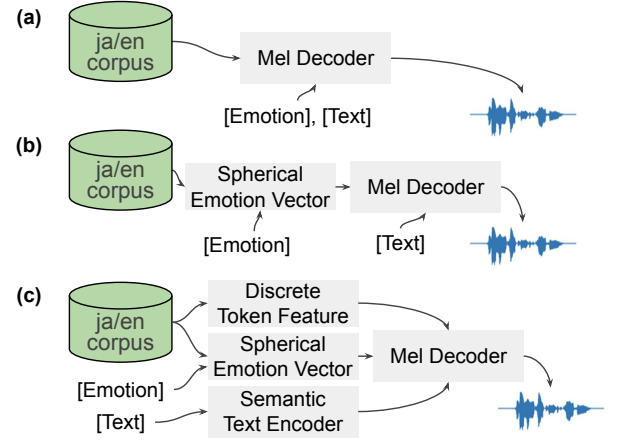 (a)
ja/en
corpus
Mel Decoder
[Emotion], [Text]
(b)
ja/en
corpus
Spherical
Emotion Vector
Mel Decoder
[Emotion]
[Text]
(c)
ja/en
corpus
Discrete
Token Feature
Spherical
Emotion Vector
Mel Decoder
[Emotion]
[Text]
Semantic
Text Encoder